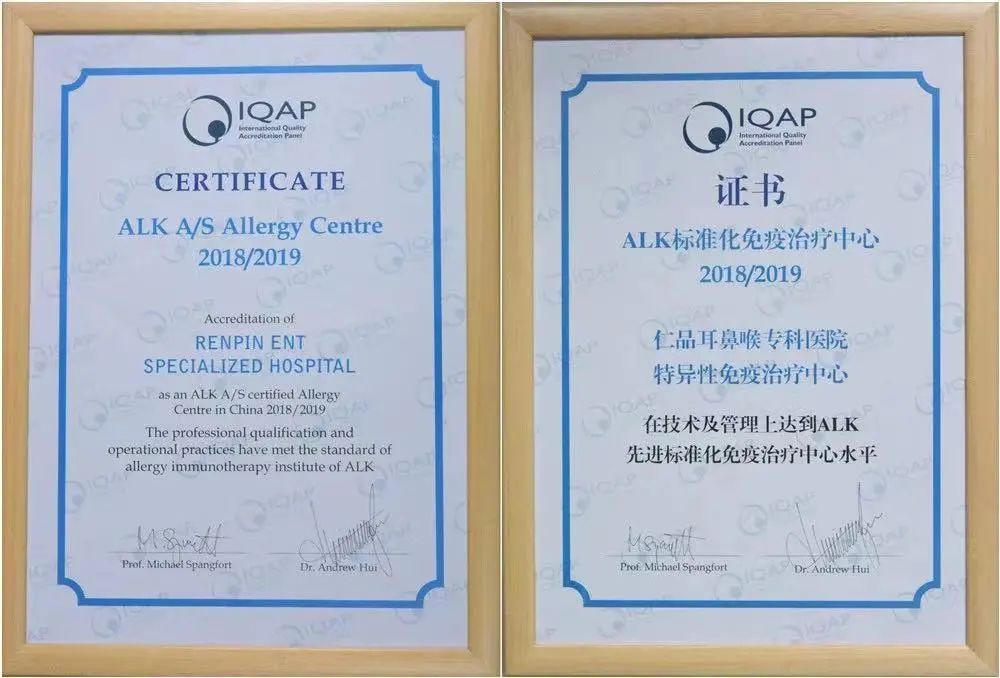 IQAP
International Quality
Accreditation Panel
CERTIFICATE
ALK A/S Allergy Centre
2018/2019
Accreditation of
RENPIN ENT
SPECIALIZED HOSPITAL
as an ALK A/S certified Allergy
Centre in China 2018/2019
The professional qualification and
operational practices have met the standard of
allergy immunotherapy institute of ALK
Prof. Michael Spangfort
Dr. Andrew Hui
IQAP
International Quality
Accreditation Panel
证书
ALK标准化免疫治疗中心
2018/2019
仁品耳鼻喉专科医院
特异性免疫治疗中心
在技术及管理上达到ALK
先进标准化免疫治疗中心水平
Prof. Michael Spangfort
Dr. Andrew Hui